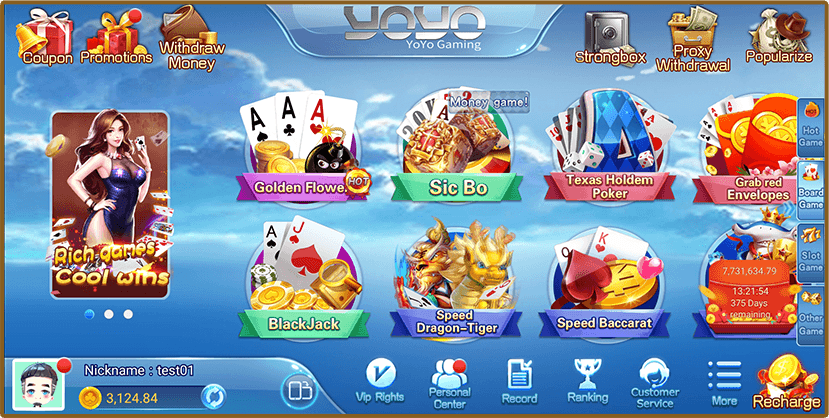 YOYO
YoYo Gaming
Coupon
Promotions
Withdraw
Money
Strongbox
Proxy
Withdrawal
Popularize
Rich games
Cool wins
A
A
A
Golden Flower
HOT
Money game!
Sic Bo
A
Texas Holdem
Poker
Grab red
Envelopes
A
J
BlackJack
Speed
Dragon-Tiger
Q
K
Speed Baccarat
7,731,634.79
13:21:54
375 Days
remaining
Hot
Game
Board
Game
Slot
Game
Other
Game
Nickname : test01
3,124.84
Vip Rights
Personal
Center
Record
Ranking
Customer
Service
More
Recharge